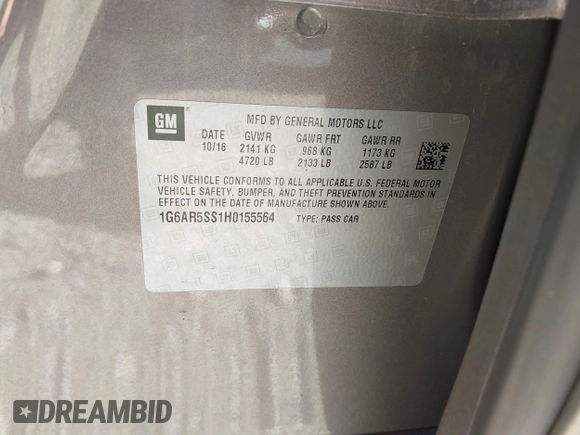 GM
MFD BY GENERAL MOTORS LLC
DATE GVWR GAWR FRT GAWR RR
10/16 2141 KG 968 KG 1173 KG
4720 LB 2133 LB 2587 LB
THIS VEHICLE CONFORMS TO ALL APPLICABLE U.S. FEDERAL MOTOR
VEHICLE SAFETY, BUMPER, AND THEFT PREVENTION STANDARDS IN
EFFECT ON THE DATE OF MANUFACTURE SHOWN ABOVE.
1G6AR5SS1H0155564 TYPE: PASS CAR
DREAMBID